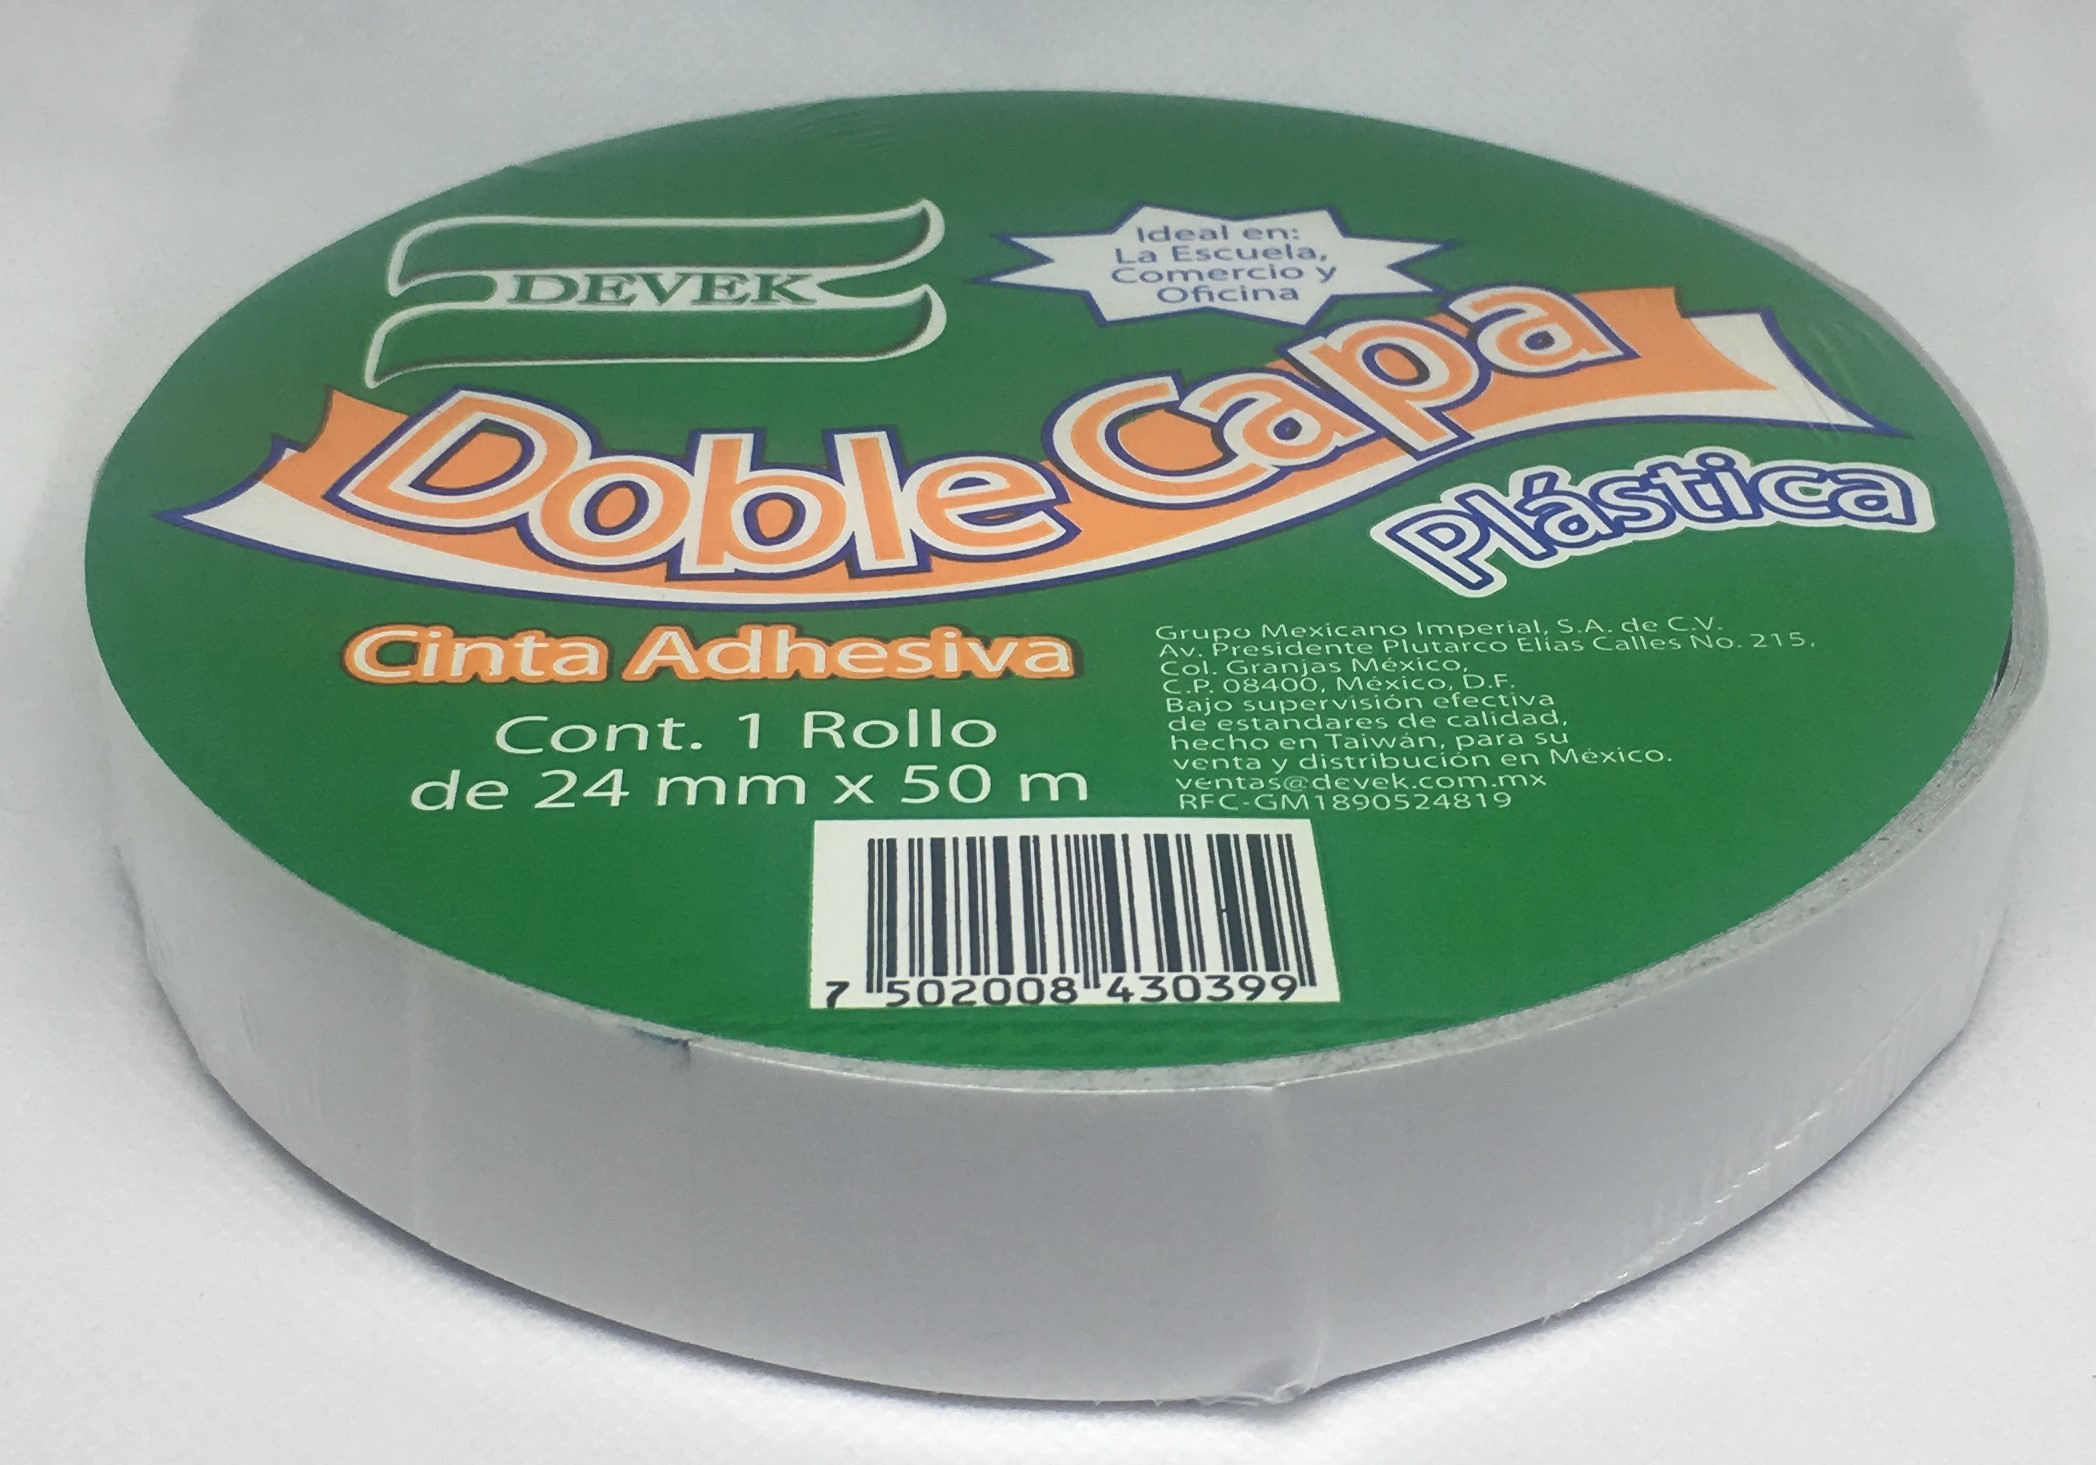 DEVEK
Ideal en:
La Escuela,
Comercio y
Oficina
Doble Capa
Plástica
Cinta Adhesiva
Cont. 1 Rollo
de 24 mm x 50 m
Grupo Mexicano Imperial, S.A. de C.V.
Av. Presidente Plutarco Elías Calles No. 215,
Col. Granjas México,
C.P. 08400, México, D.F.
Bajo supervisión efectiva
de estandares de calidad,
hecho en Taiwán, para su
venta y distribución en México.
ventas@devek.com.mx
RFC-GM1890524819
7 502008 430399